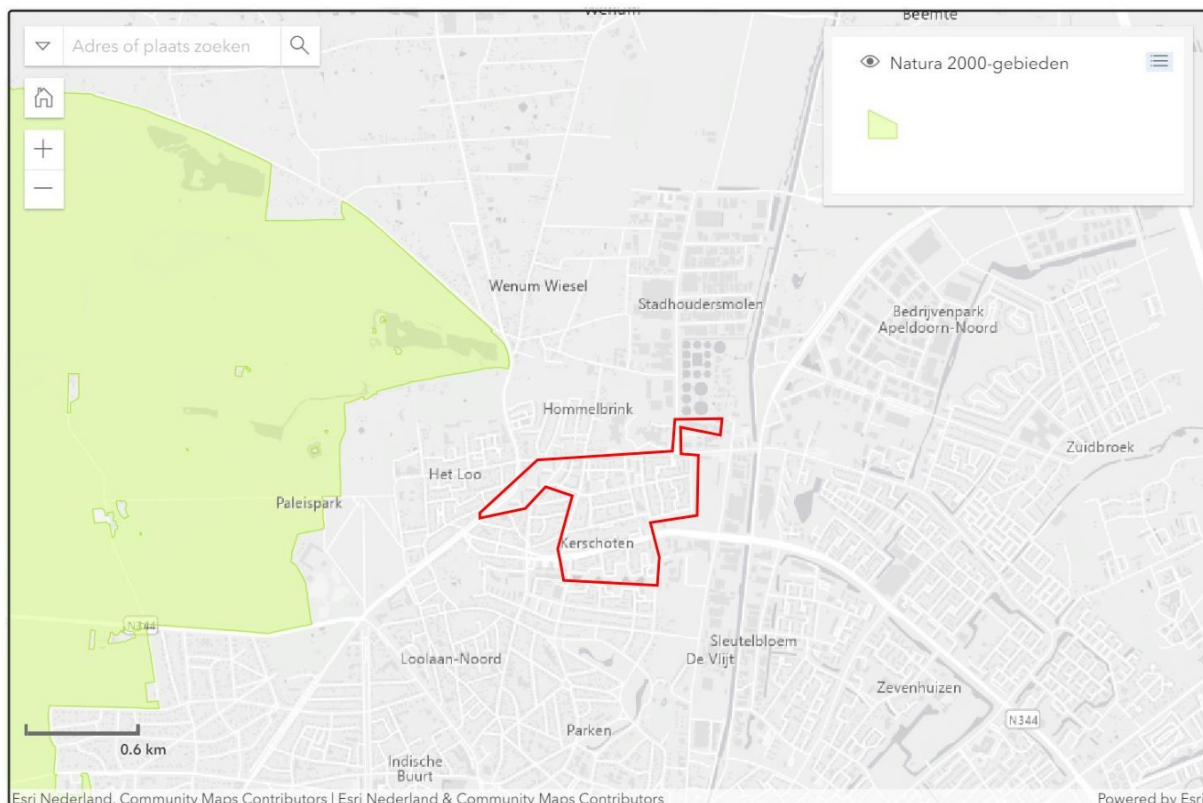 Wenum
Beemte
Adres of plaats zoeken
Natura 2000-gebieden
Wenum Wiesel
Stadhoudersmolen
Bedrijvenpark
Apeldoorn-Noord
Hommelbrink
Zuidbroek
Het Loo
Paleispark
Kerschoten
N344
Sleutelbloem
Loolaan-Noord
De Vlijt
Zevenhuizen
N344
Parken
0.6 km
Indische
Buurt
Esri Nederland, Community Maps Contributors | Esri Nederland & Community Maps Contributors
Powered by Esri